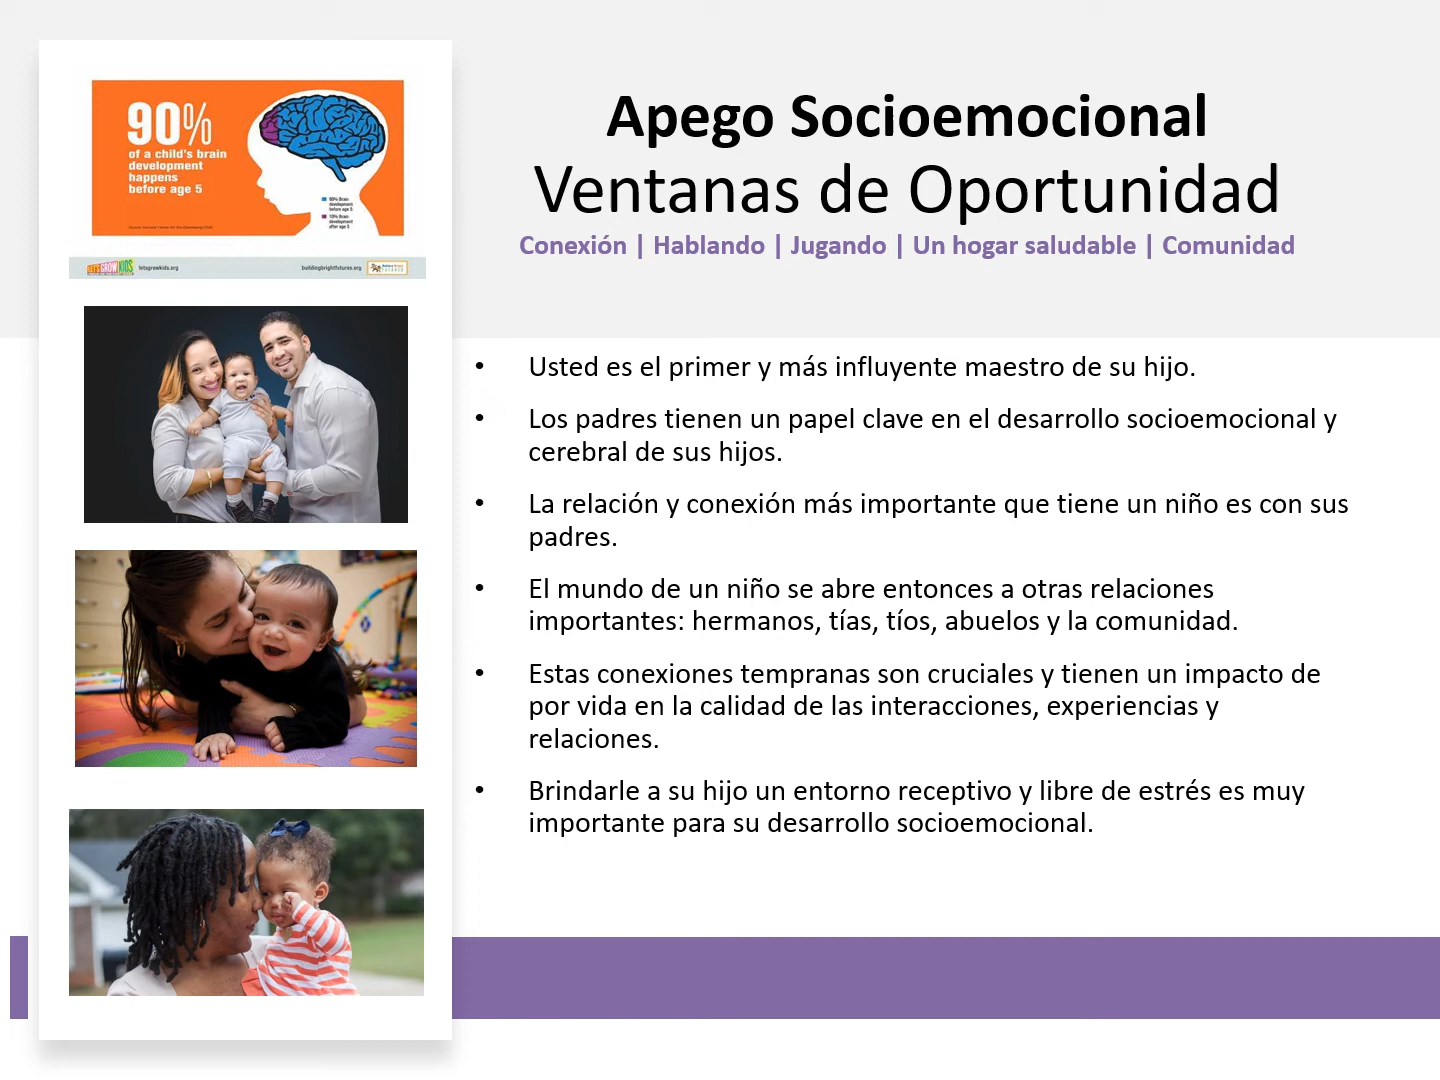 90%
of a child's brain
development
happens
before age 5
90% Brain
development
before age 5
10% Brain
development
after age 5
LET'S GROW KIDS
letsgrowkids.org
buildingbrightfutures.org
Apego Socioemocional
Ventanas de Oportunidad
Conexión | Hablando | Jugando | Un hogar saludable | Comunidad
• Usted es el primer y más influyente maestro de su hijo.
• Los padres tienen un papel clave en el desarrollo socioemocional y
cerebral de sus hijos.
• La relación y conexión más importante que tiene un niño es con sus
padres.
• El mundo de un niño se abre entonces a otras relaciones
importantes: hermanos, tías, tíos, abuelos y la comunidad.
• Estas conexiones tempranas son cruciales y tienen un impacto de
por vida en la calidad de las interacciones, experiencias y
relaciones.
• Brindarle a su hijo un entorno receptivo y libre de estrés es muy
importante para su desarrollo socioemocional.